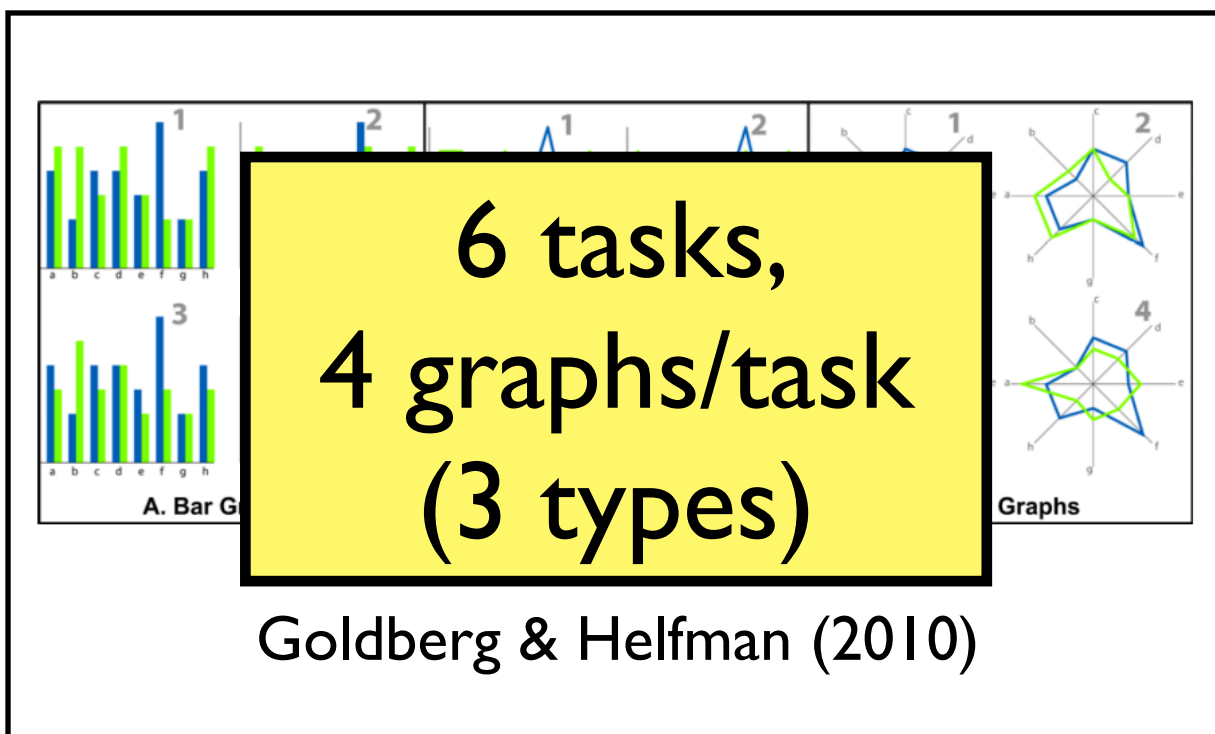 1
2
1
2
1
2
c
c
b
d
b
d
e
a
e
h
f
g
a b c d e f g h
6 tasks,
4 graphs/task
(3 types)
3
4
c
b
d
e
a
e
h
f
g
a b c d e f g h
A. Bar G
Graphs
Goldberg & Helfman (2010)